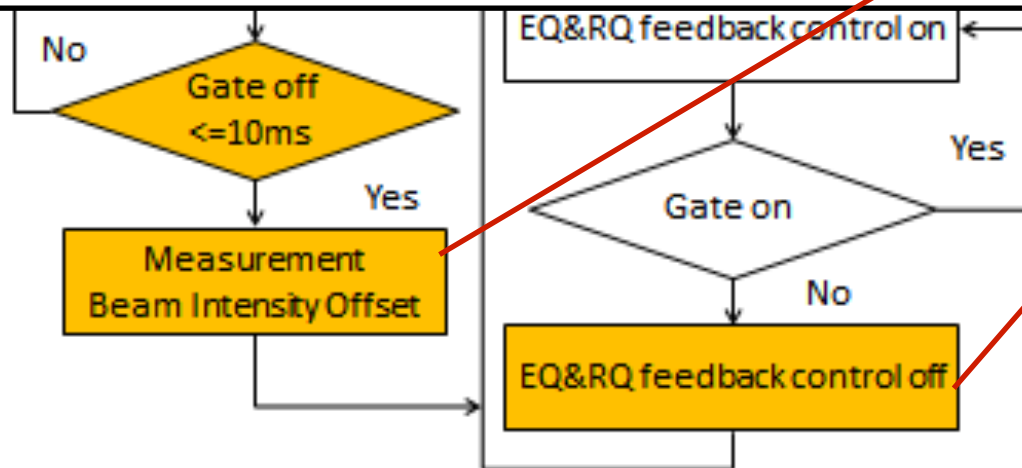 No
Gate off
<=10ms
Yes
Measurement
Beam Intensity Offset
EQ&RQ feedback control on
Yes
Gate on
No
EQ&RQ feedback control off